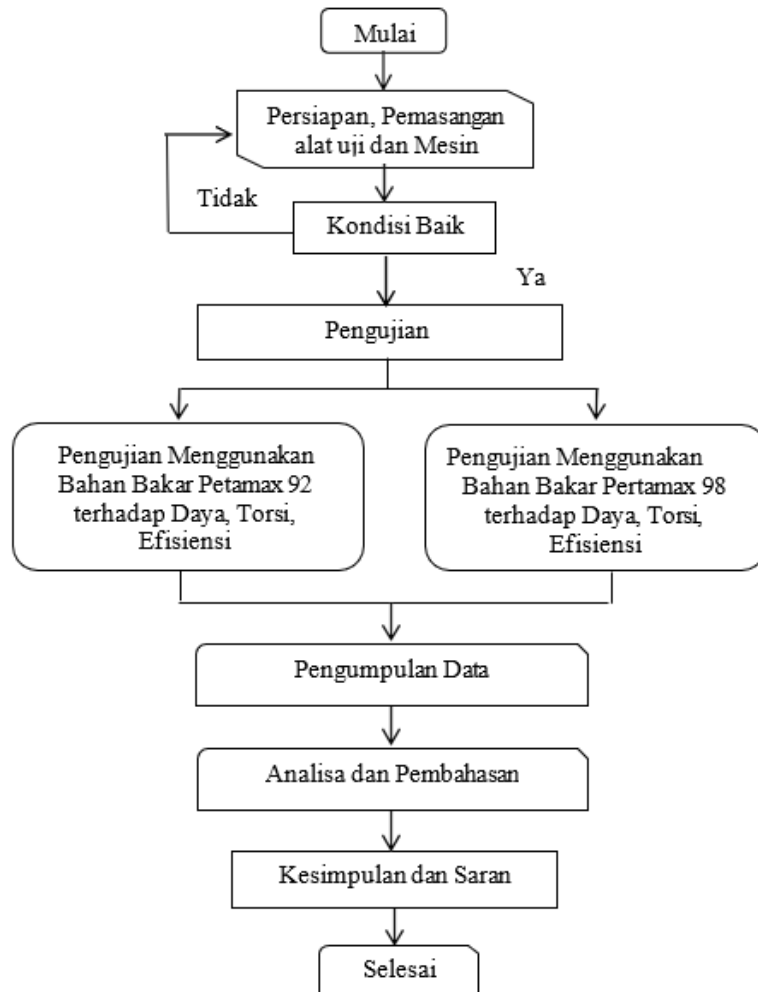 Mulai
Persiapan, Pemasangan
alat uji dan Mesin
Tidak
Kondisi Baik
Ya
Pengujian
Pengujian Menggunakan
Bahan Bakar Petamax 92
terhadap Daya, Torsi,
Efisiensi
Pengujian Menggunakan
Bahan Bakar Pertamax 98
terhadap Daya, Torsi,
Efisiensi
Pengumpulan Data
Analisa dan Pembahasan
Kesimpulan dan Saran
Selesai